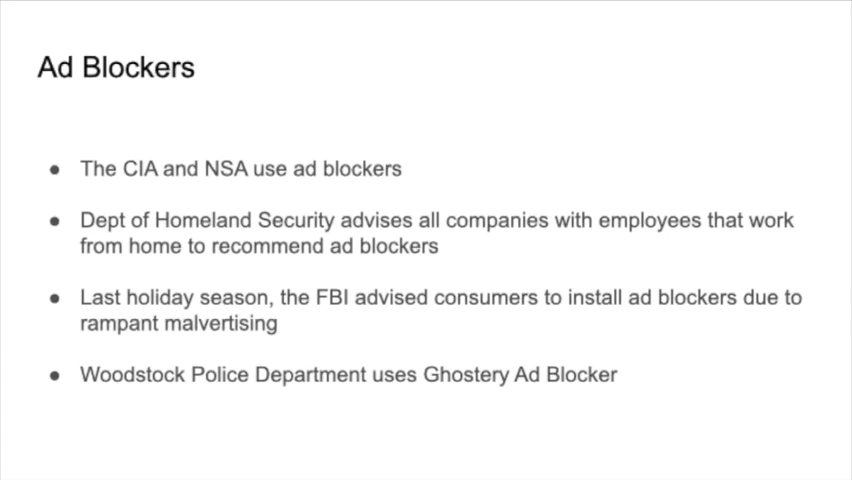 Ad Blockers
● The CIA and NSA use ad blockers
● Dept of Homeland Security advises all companies with employees that work
from home to recommend ad blockers
● Last holiday season, the FBI advised consumers to install ad blockers due to
rampant malvertising
● Woodstock Police Department uses Ghostery Ad Blocker